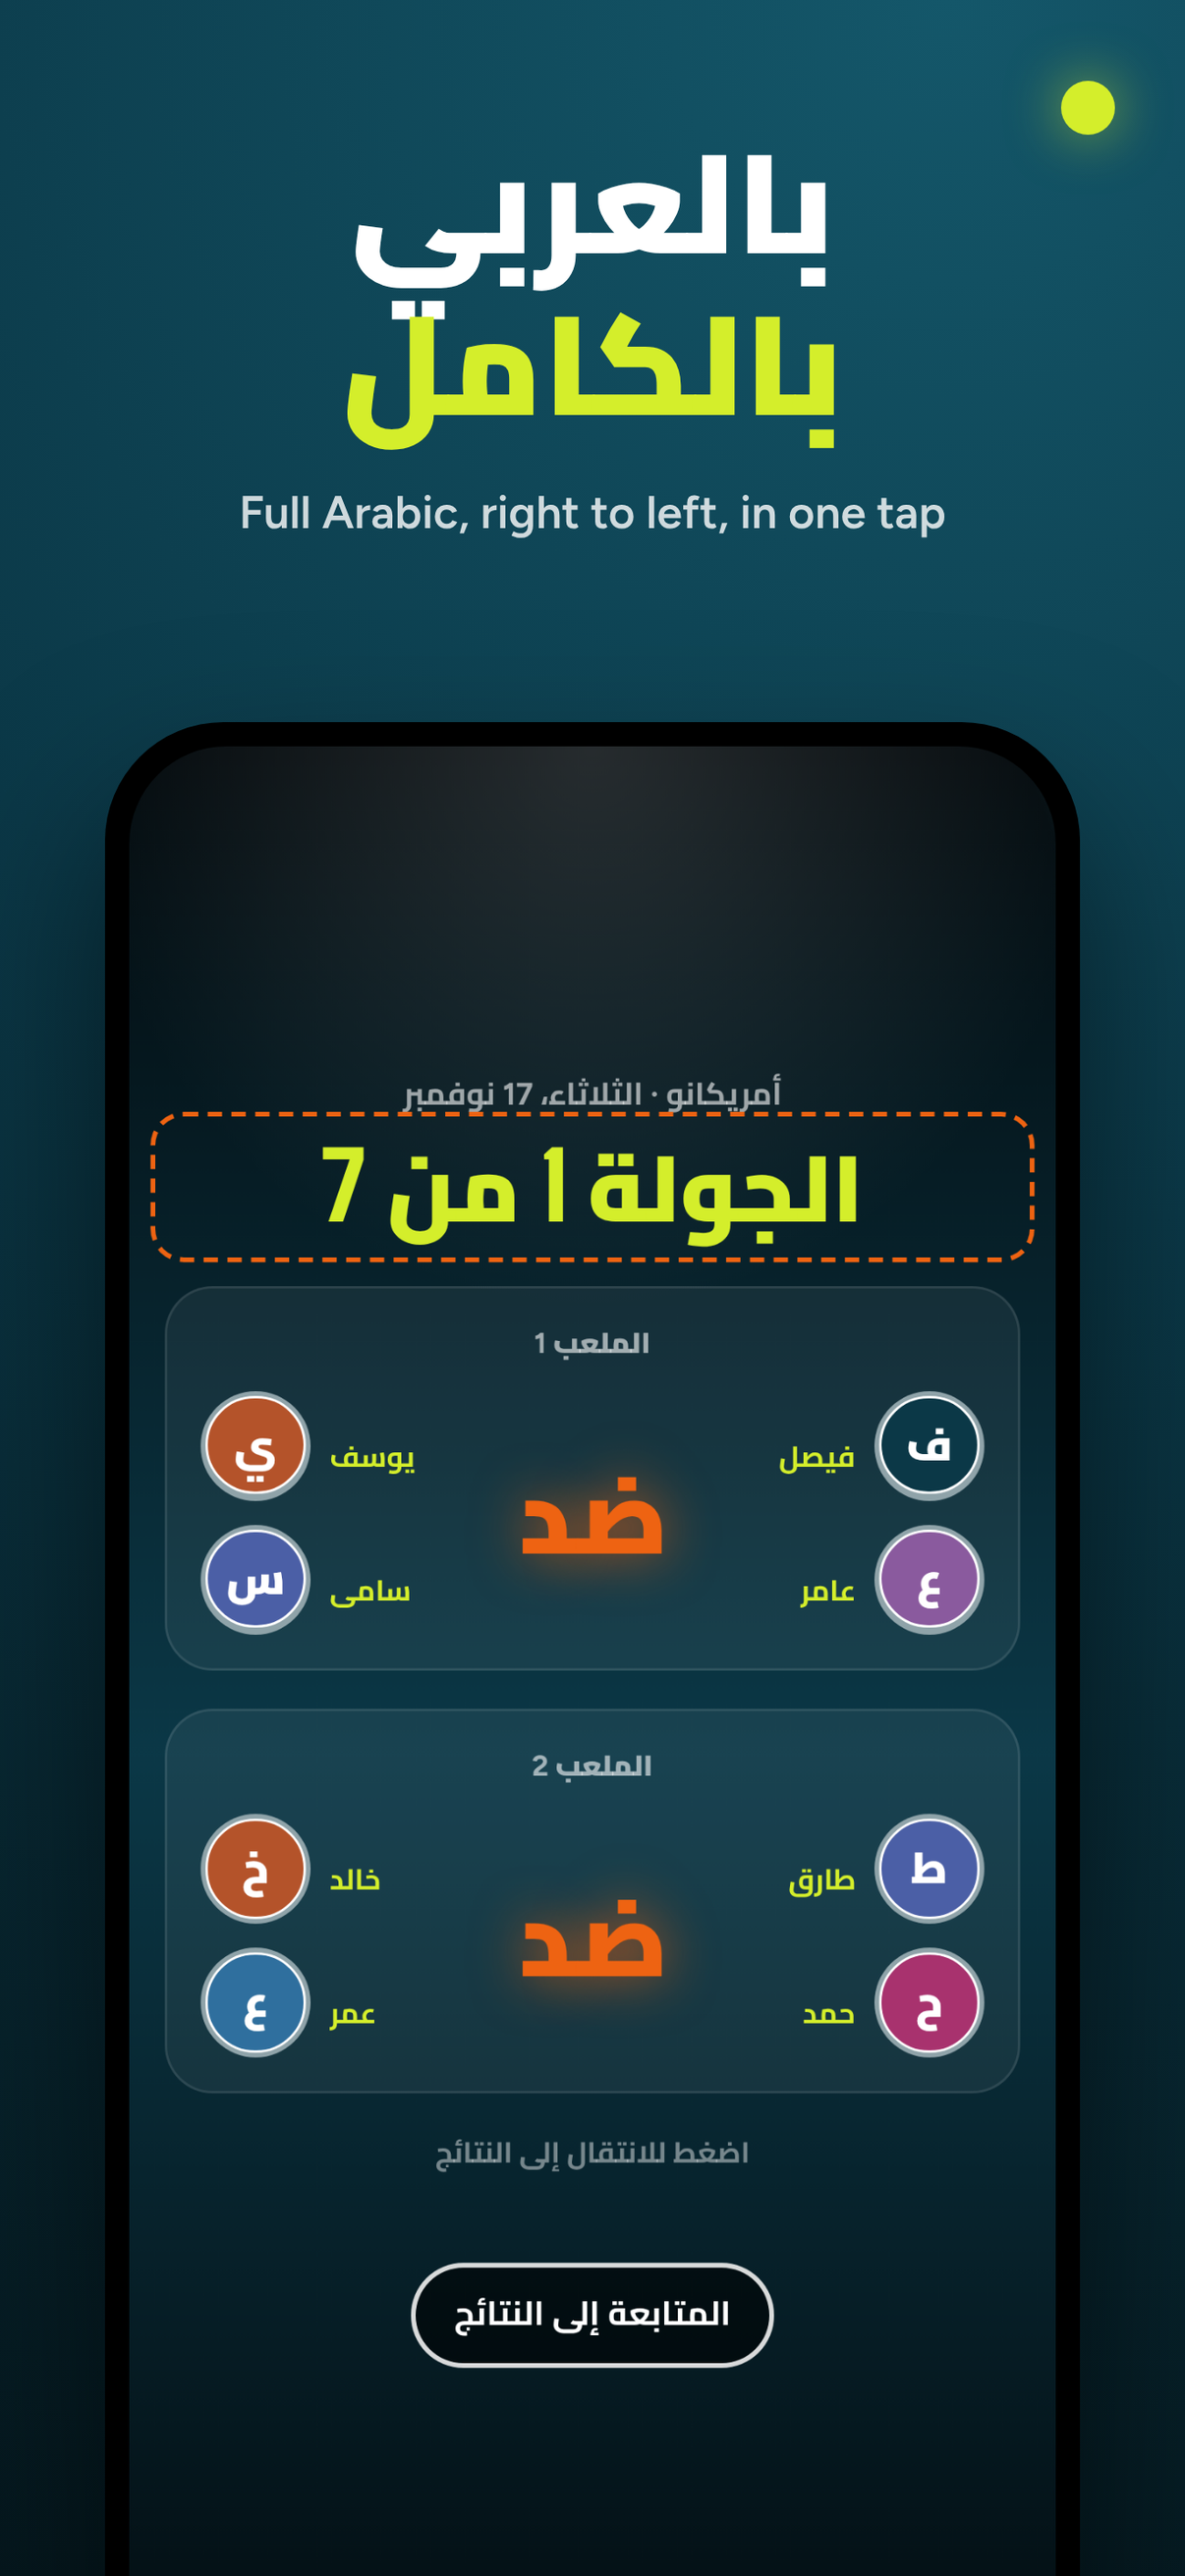 بالعربي
بالكامل
Full Arabic, right to left, in one tap
أمريكانو · الثلاثاء، 17 نوفمبر
الجولة 1 من 7
الملعب 1
ف فيصل يوسف ي
ضد
ع عامر سامي س
الملعب 2
ط طارق خالد خ
ضد
ح حمد عمر ع
اضغط للانتقال إلى النتائج
المتابعة إلى النتائج